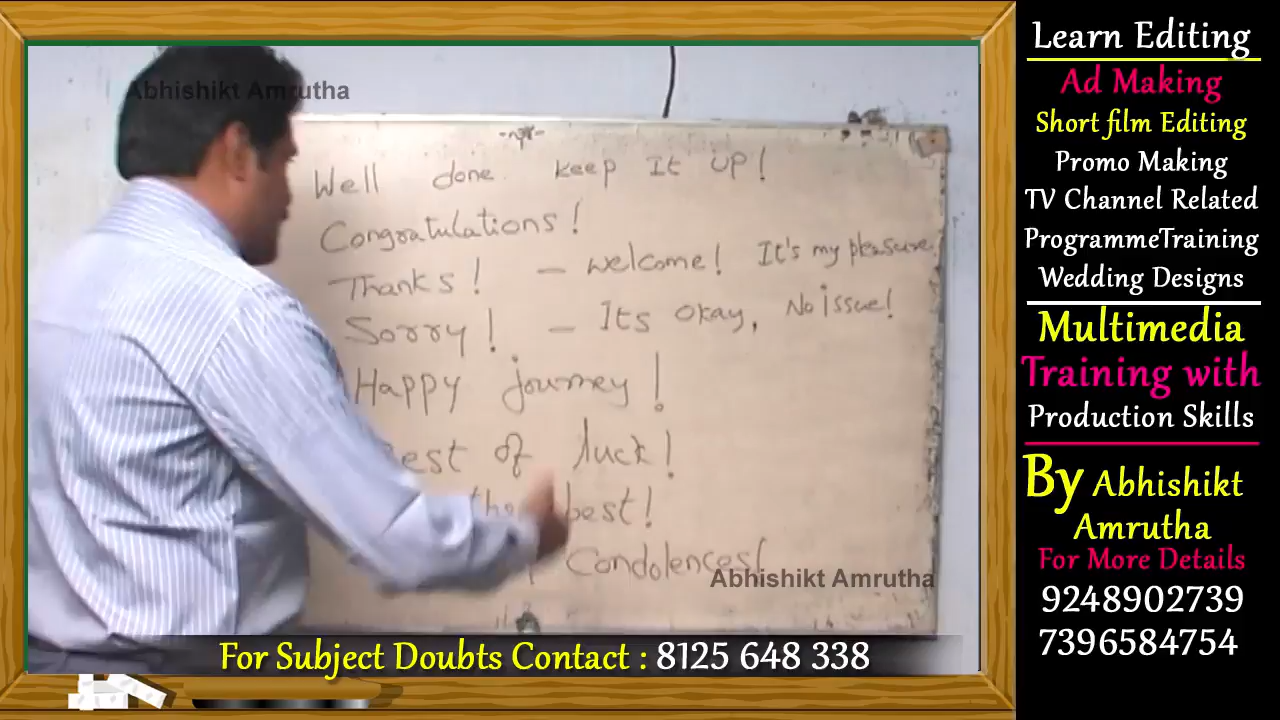 Abhishikt Amrutha
Well done. keep It up!
Congratulations!
Thanks! - welcome! It's my pleasure
Sorry! - Its okay, No issue!
Happy journey!
est of luck!
the best!
Condolences!
Abhishikt Amrutha
For Subject Doubts Contact : 8125 648 338
Learn Editing
Ad Making
Short film Editing
Promo Making
TV Channel Related
ProgrammeTraining
Wedding Designs
Multimedia
Training with
Production Skills
By Abhishikt
Amrutha
For More Details
9248902739
7396584754